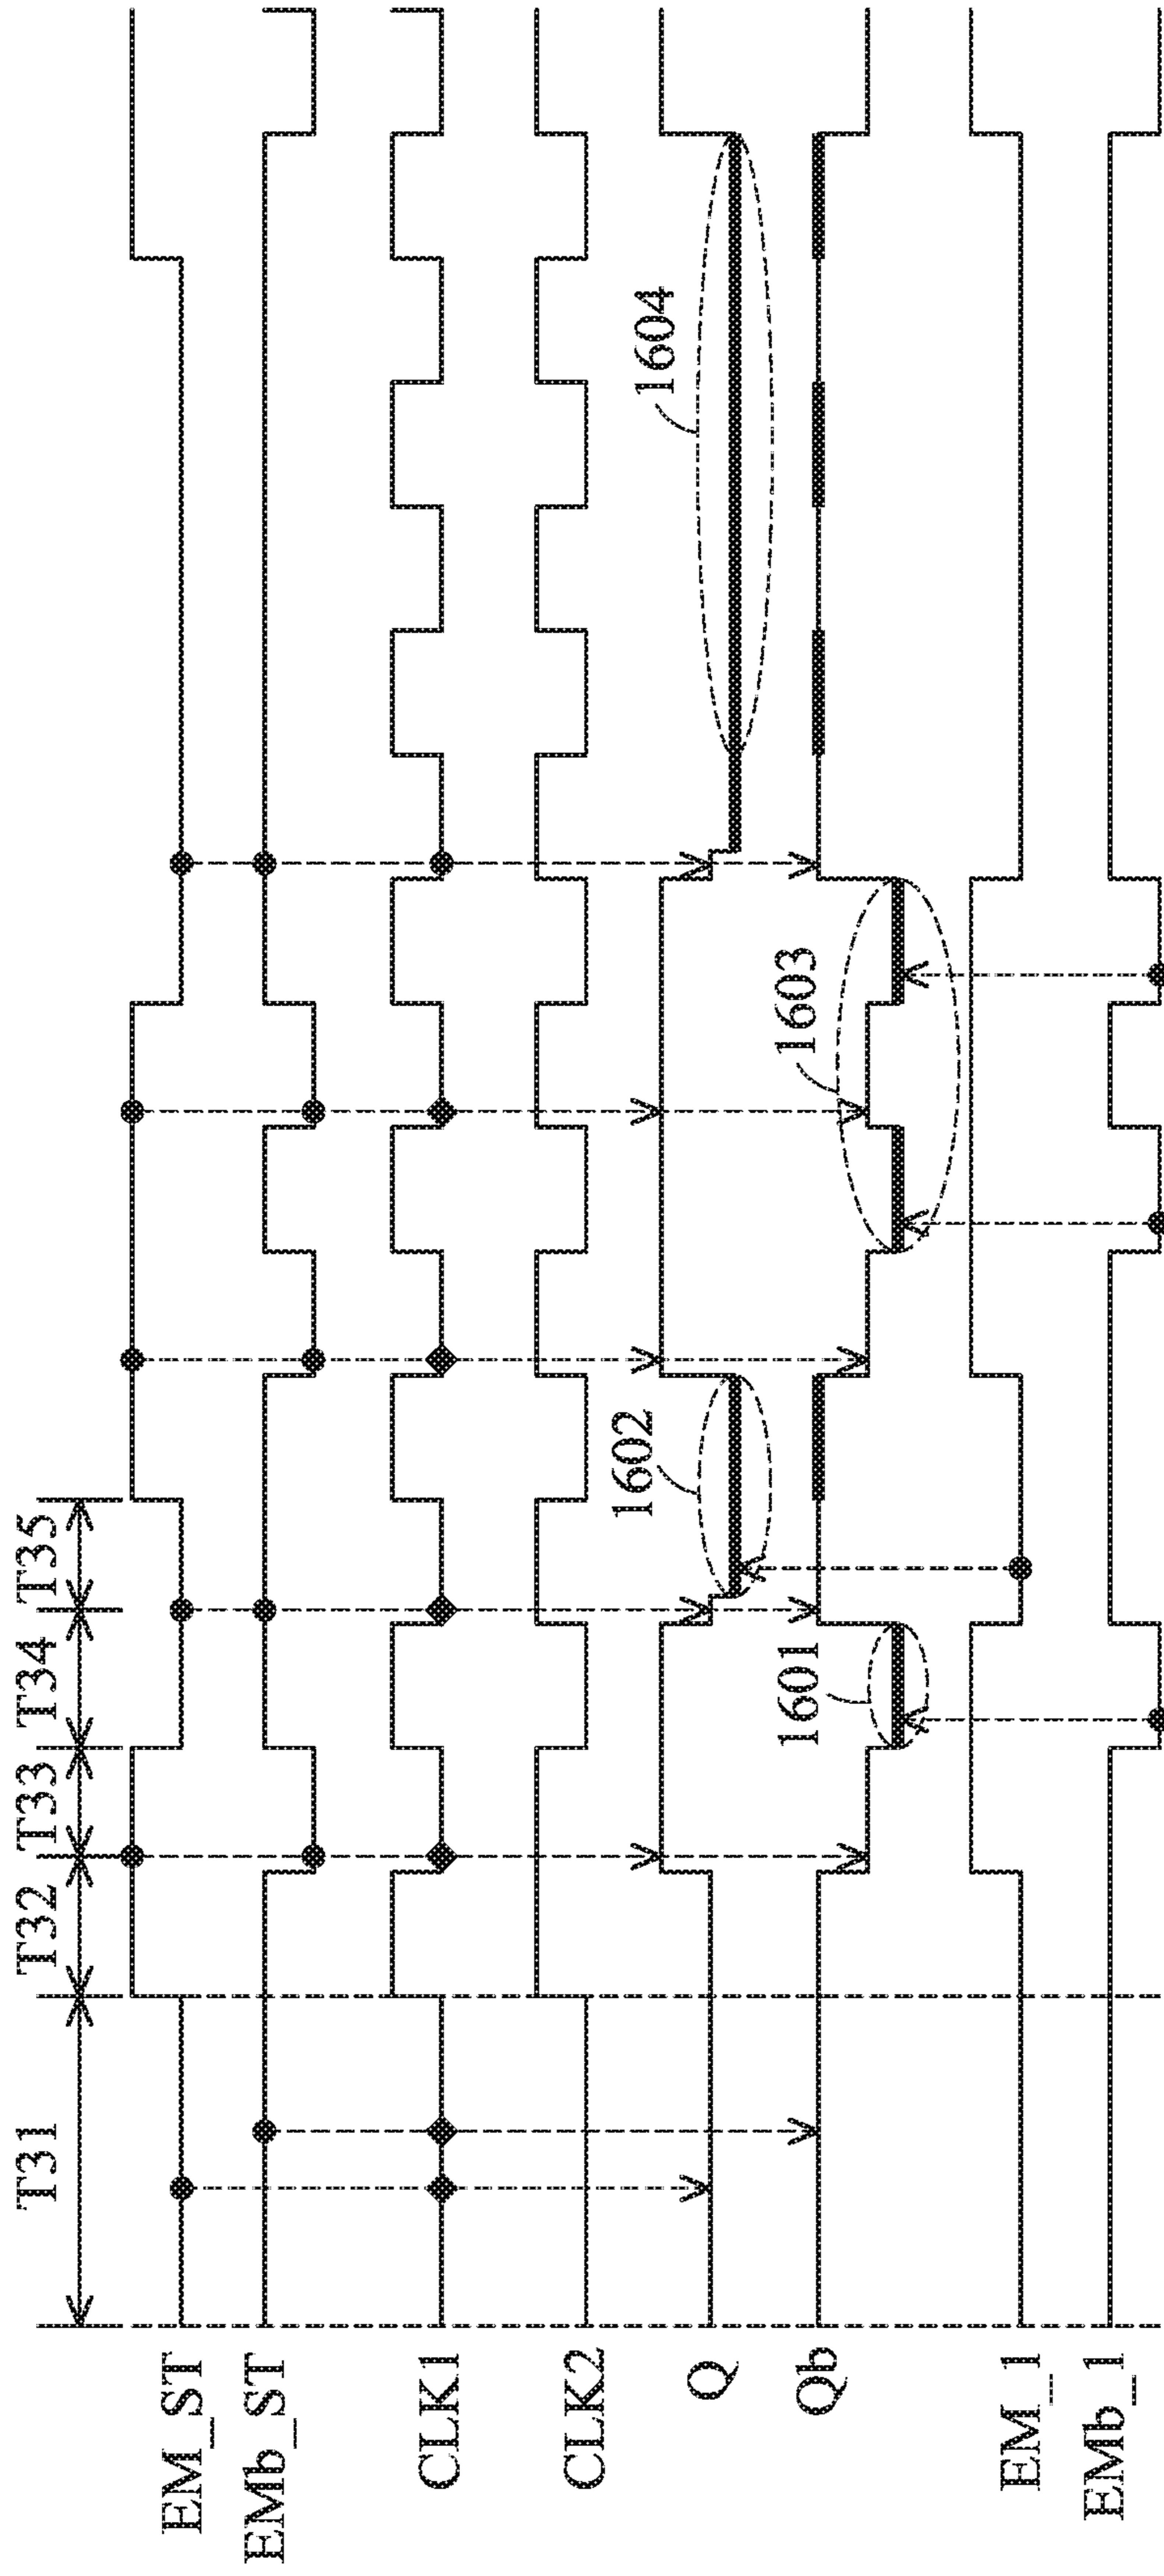 T31
T32
T33
T34
T35
EM_ST
EMb_ST
CLK1
CLK2
Q
Qb
EM_1
EMb_1
1601
1602
1603
1604